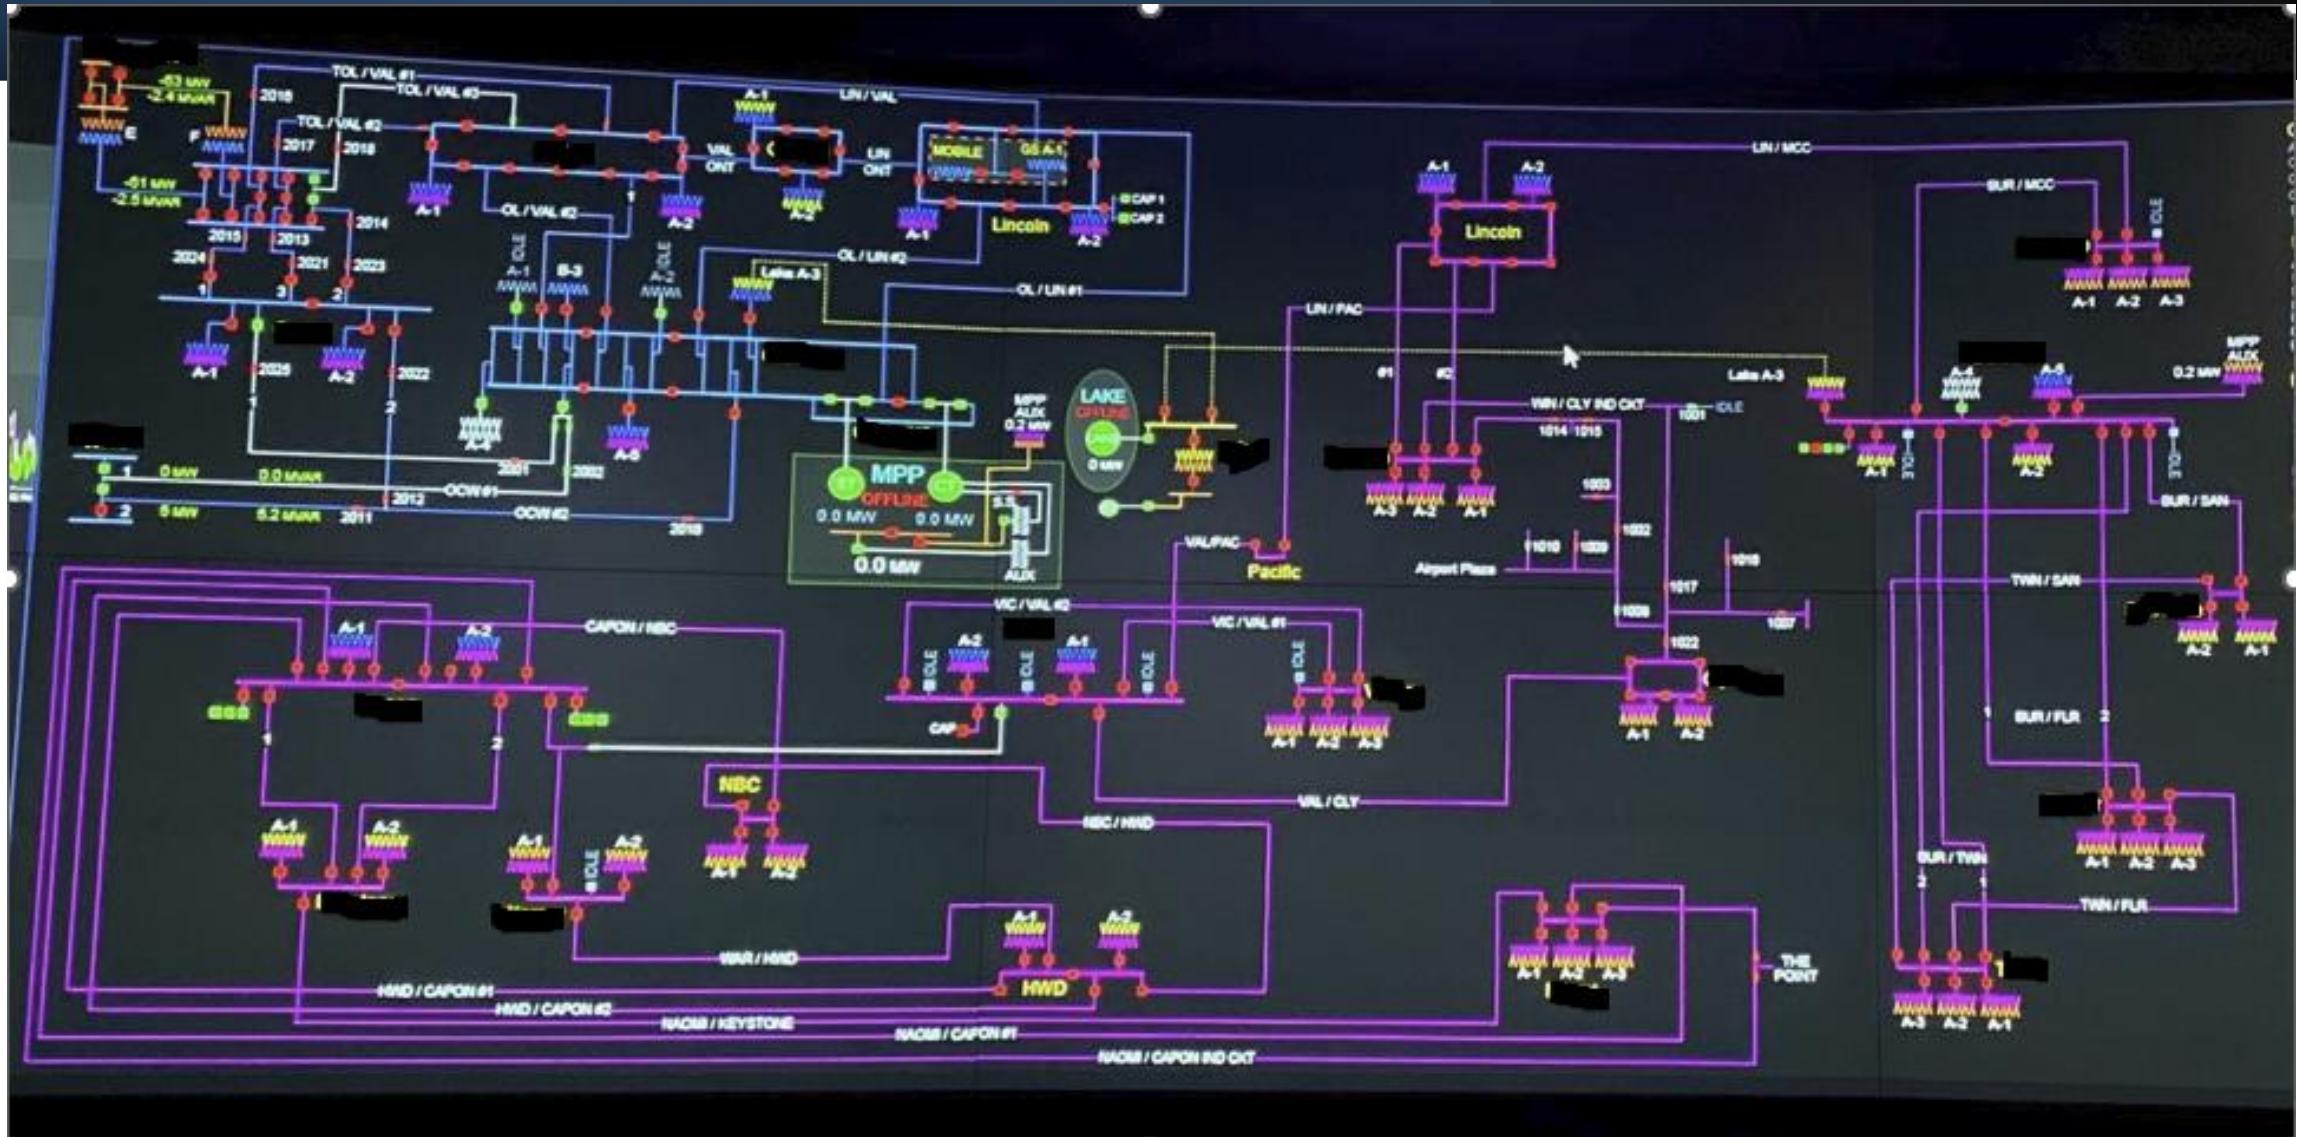 TOL / VAL #1
-63 MW
-2.4 MVAR
TOL / VAL #3
LIN / VAL
A-1
2016
TOL / VAL #2
E
F
2017
2018
VAL
ONT
LIN
ONT
MOBILE
GS A-1
-61 MW
-2.5 MVAR
A-1
OL / VAL #2
1
A-2
A-2
A-1
Lincoln
A-2
CAP 1
CAP 2
2014
2015
2013
2024
2021
2023
1
3
2
IDLE
A-1
B-3
IDLE
OL / LIN #2
Lake A-3
OL / LIN #1
A-1
A-2
2025
2022
1
2
A-4
A-5
2001
2002
1
0 MW
0.0 MVAR
OCW #1
2012
2
5 MW
5.2 MVAR
2011
OCW #2
2010
MPP
AUX
0.2 MW
MPP
OFFLINE
0.0 MW
0.0 MW
S.S.
0.0 MW
AUX
LAKE
OFFLINE
0 MW
LIN / MCC
BUR / MCC
A-1
A-2
Lincoln
IDLE
A-1
A-2
A-3
LIN / PAC
#1
#2
Lake A-3
A-4
A-5
MPP
AUX
0.2 MW
WIN / CLY IND CKT
1001
IDLE
1014
1015
A-3
A-2
A-1
1003
1002
1010
1009
Airport Plaza
1017
1018
1008
1007
1022
A-1
IDLE
A-2
IDLE
BUR / SAN
TWN / SAN
A-2
A-1
VAL/PAC
Pacific
VIC / VAL #2
VIC / VAL #1
A-1
A-2
CAPON / NBC
IDLE
A-2
IDLE
A-1
IDLE
IDLE
CAP
A-1
A-2
A-3
A-1
A-2
1
2
NBC
VAL / CLY
NBC / HWD
A-1
A-2
A-1
A-2
IDLE
A-1
A-2
1
BUR / FLR
2
A-1
A-2
A-3
BUR / TWN
2
1
TWN / FLR
WAR / HWD
A-1
A-2
HWD
A-1
A-2
A-3
THE
POINT
A-3
A-2
A-1
HWD / CAPON #1
HWD / CAPON #2
NAOMI / KEYSTONE
NAOMI / CAPON #1
NAOMI / CAPON IND CKT